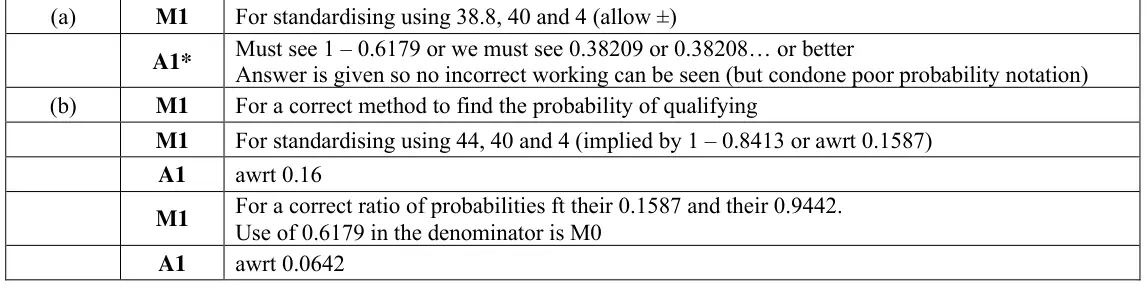 (a) M1 For standardising using 38.8, 40 and 4 (allow ±)
A1* Must see 1 – 0.6179 or we must see 0.38209 or 0.38208… or better
Answer is given so no incorrect working can be seen (but condone poor probability notation)
(b) M1 For a correct method to find the probability of qualifying
M1 For standardising using 44, 40 and 4 (implied by 1 – 0.8413 or awrt 0.1587)
A1 awrt 0.16
M1 For a correct ratio of probabilities ft their 0.1587 and their 0.9442.
Use of 0.6179 in the denominator is M0
A1 awrt 0.0642